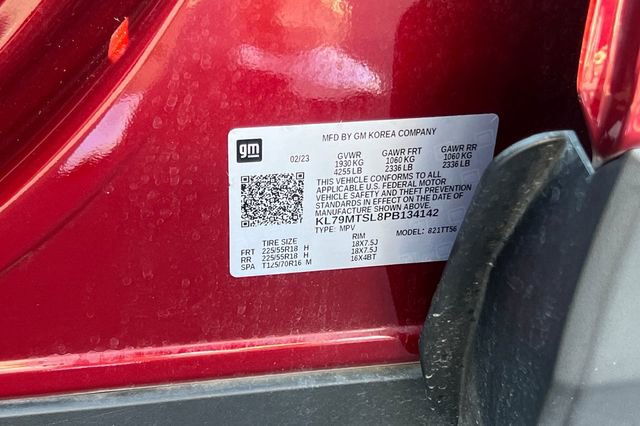 gm
MFD BY GM KOREA COMPANY
02/23 GVWR GAWR FRT GAWR RR
1930 KG 1060 KG 1060 KG
4255 LB 2336 LB 2336 LB
THIS VEHICLE CONFORMS TO ALL
APPLICABLE U.S. FEDERAL MOTOR
VEHICLE SAFETY AND THEFT PREVENTION
STANDARDS IN EFFECT ON THE DATE OF
MANUFACTURE SHOWN ABOVE.
KL79MTSL8PB134142
TYPE: MPV MODEL: 821TT56
TIRE SIZE RIM
FRT 225/55R18 H 18X7.5J
RR 225/55R18 H 18X7.5J
SPA T125/70R16 M 16X4BT